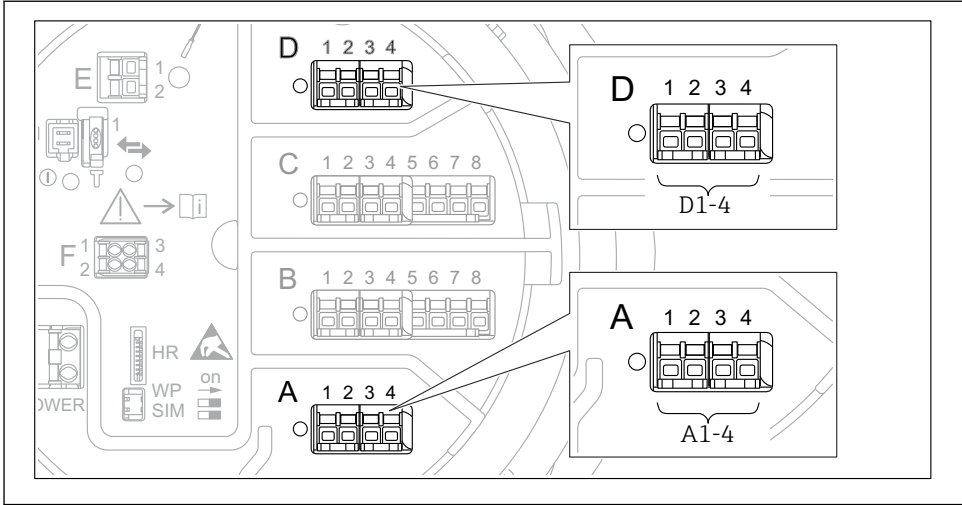 D 1 2 3 4
E 1
2
1
D 1 2 3 4
D1-4
C 1 2 3 4 5 6 7 8
i
F 1 3
2 4
B 1 2 3 4 5 6 7 8
HR
WP on
SIM
OWER
A 1 2 3 4
A 1 2 3 4
A1-4